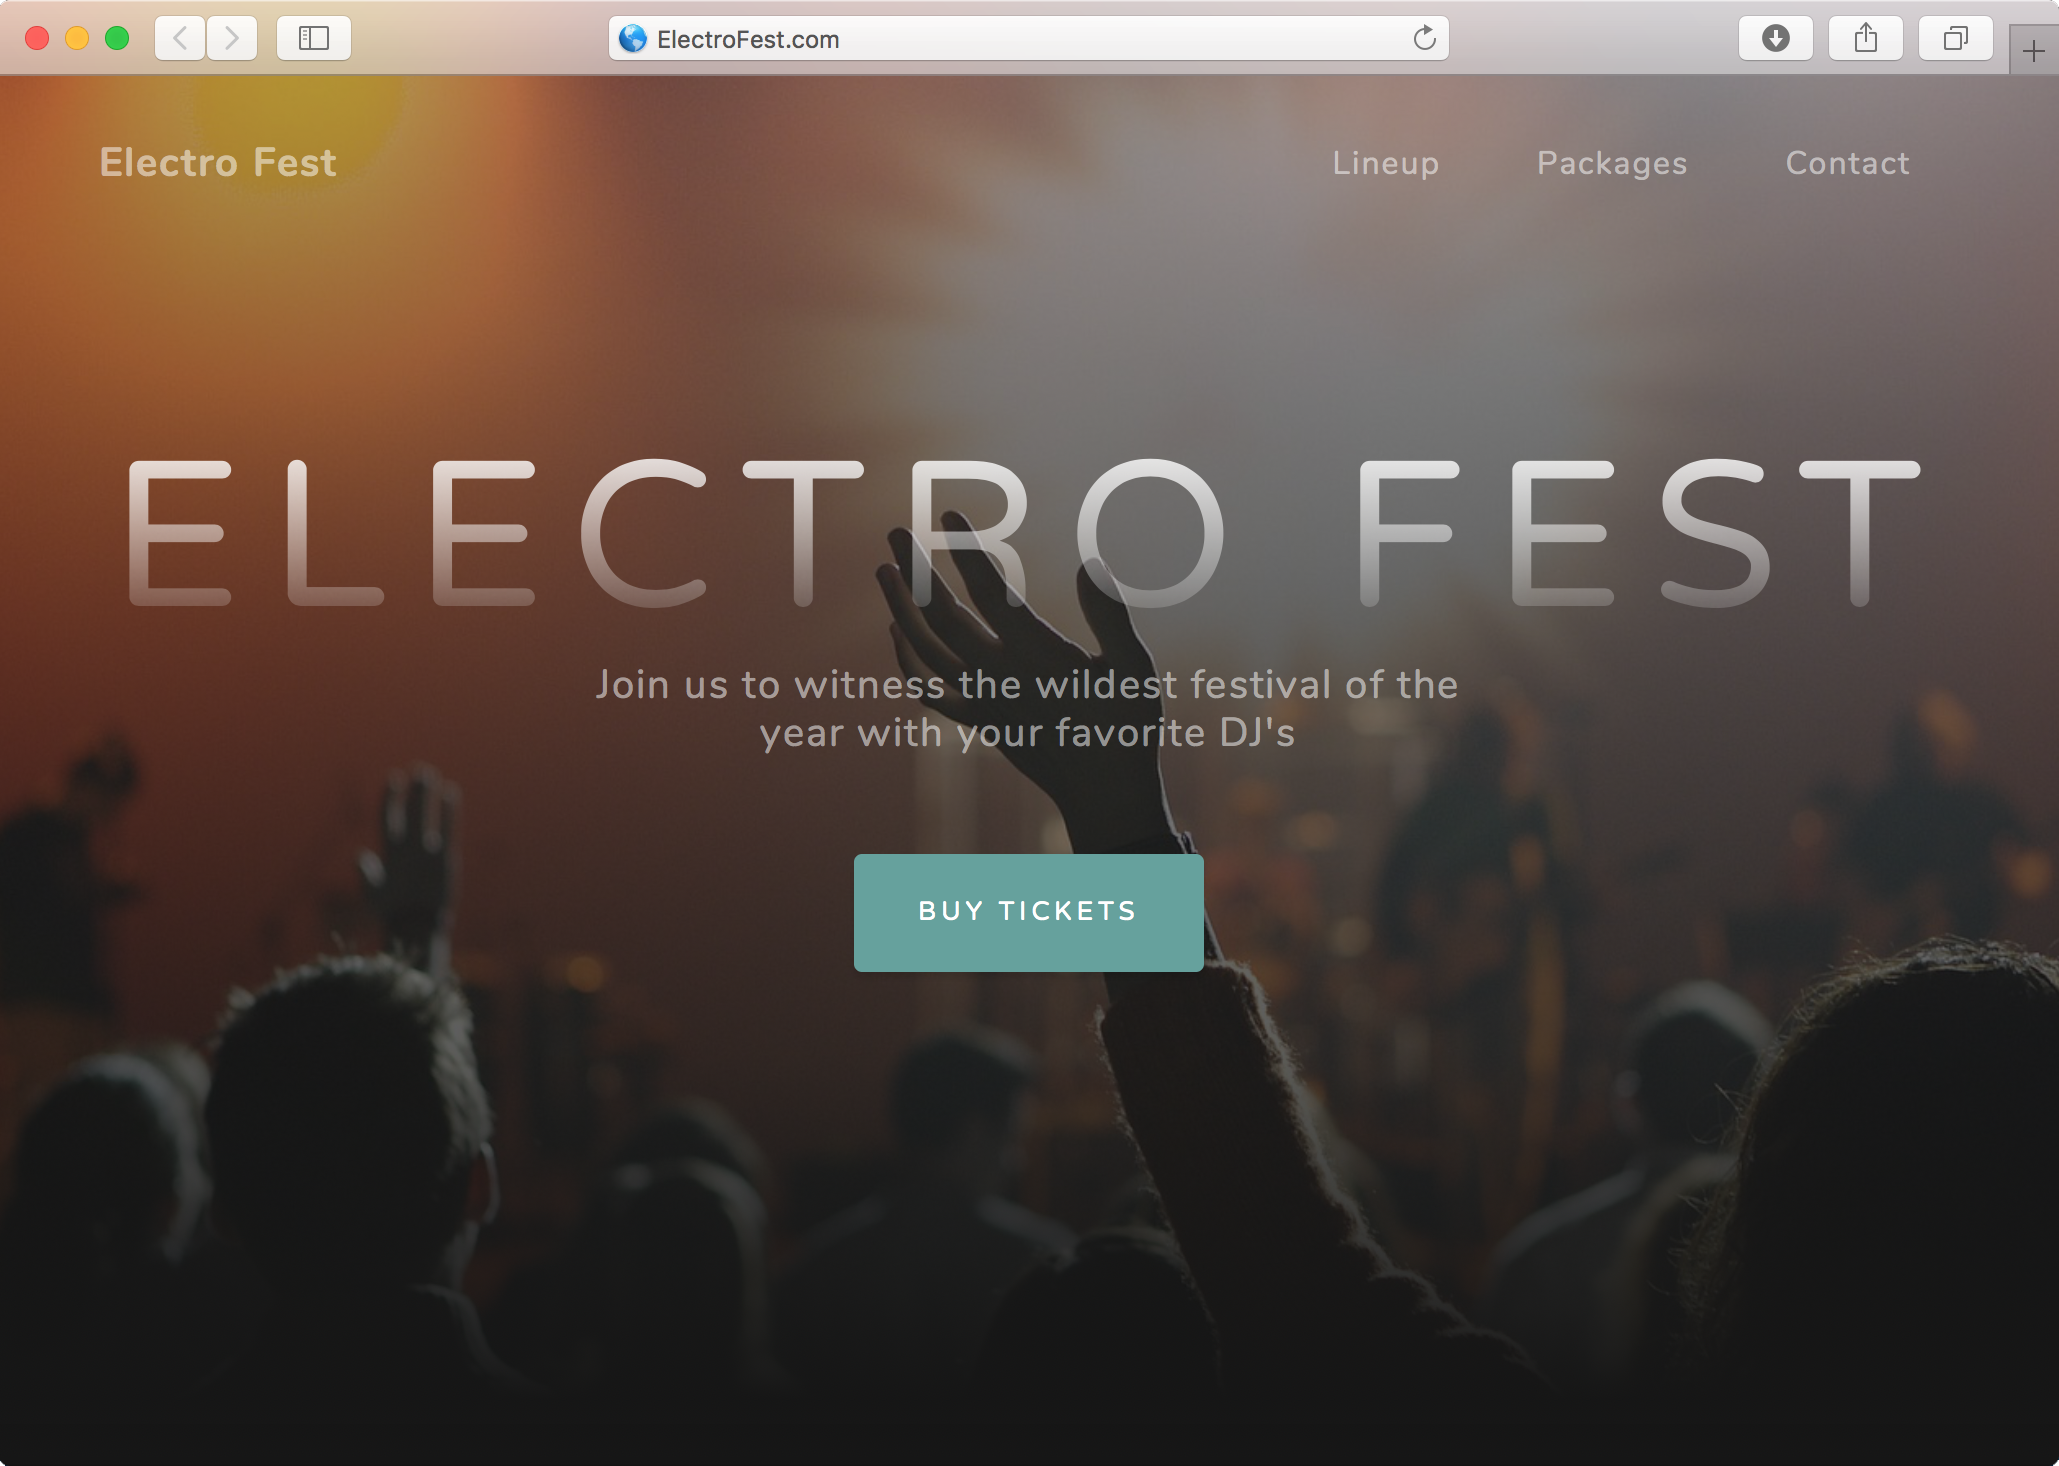 ElectroFest.com
Electro Fest
Lineup
Packages
Contact
ELECTRO FEST
Join us to witness the wildest festival of the
year with your favorite DJ's
BUY TICKETS